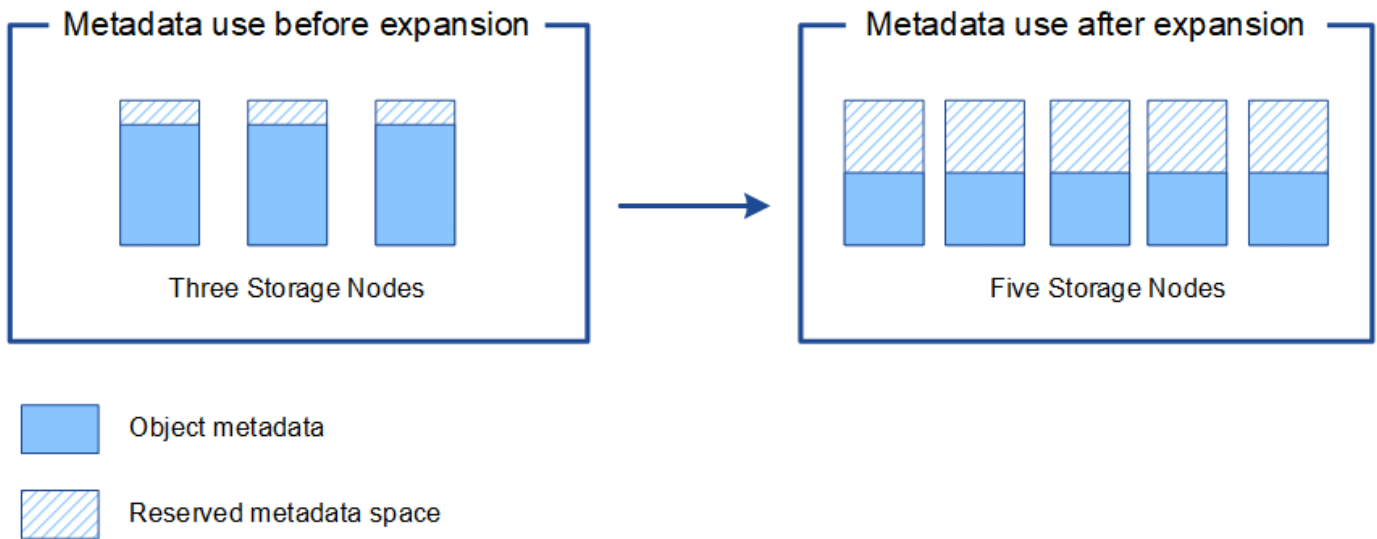 Metadata use before expansion
Metadata use after expansion
Three Storage Nodes
Five Storage Nodes
Object metadata
Reserved metadata space